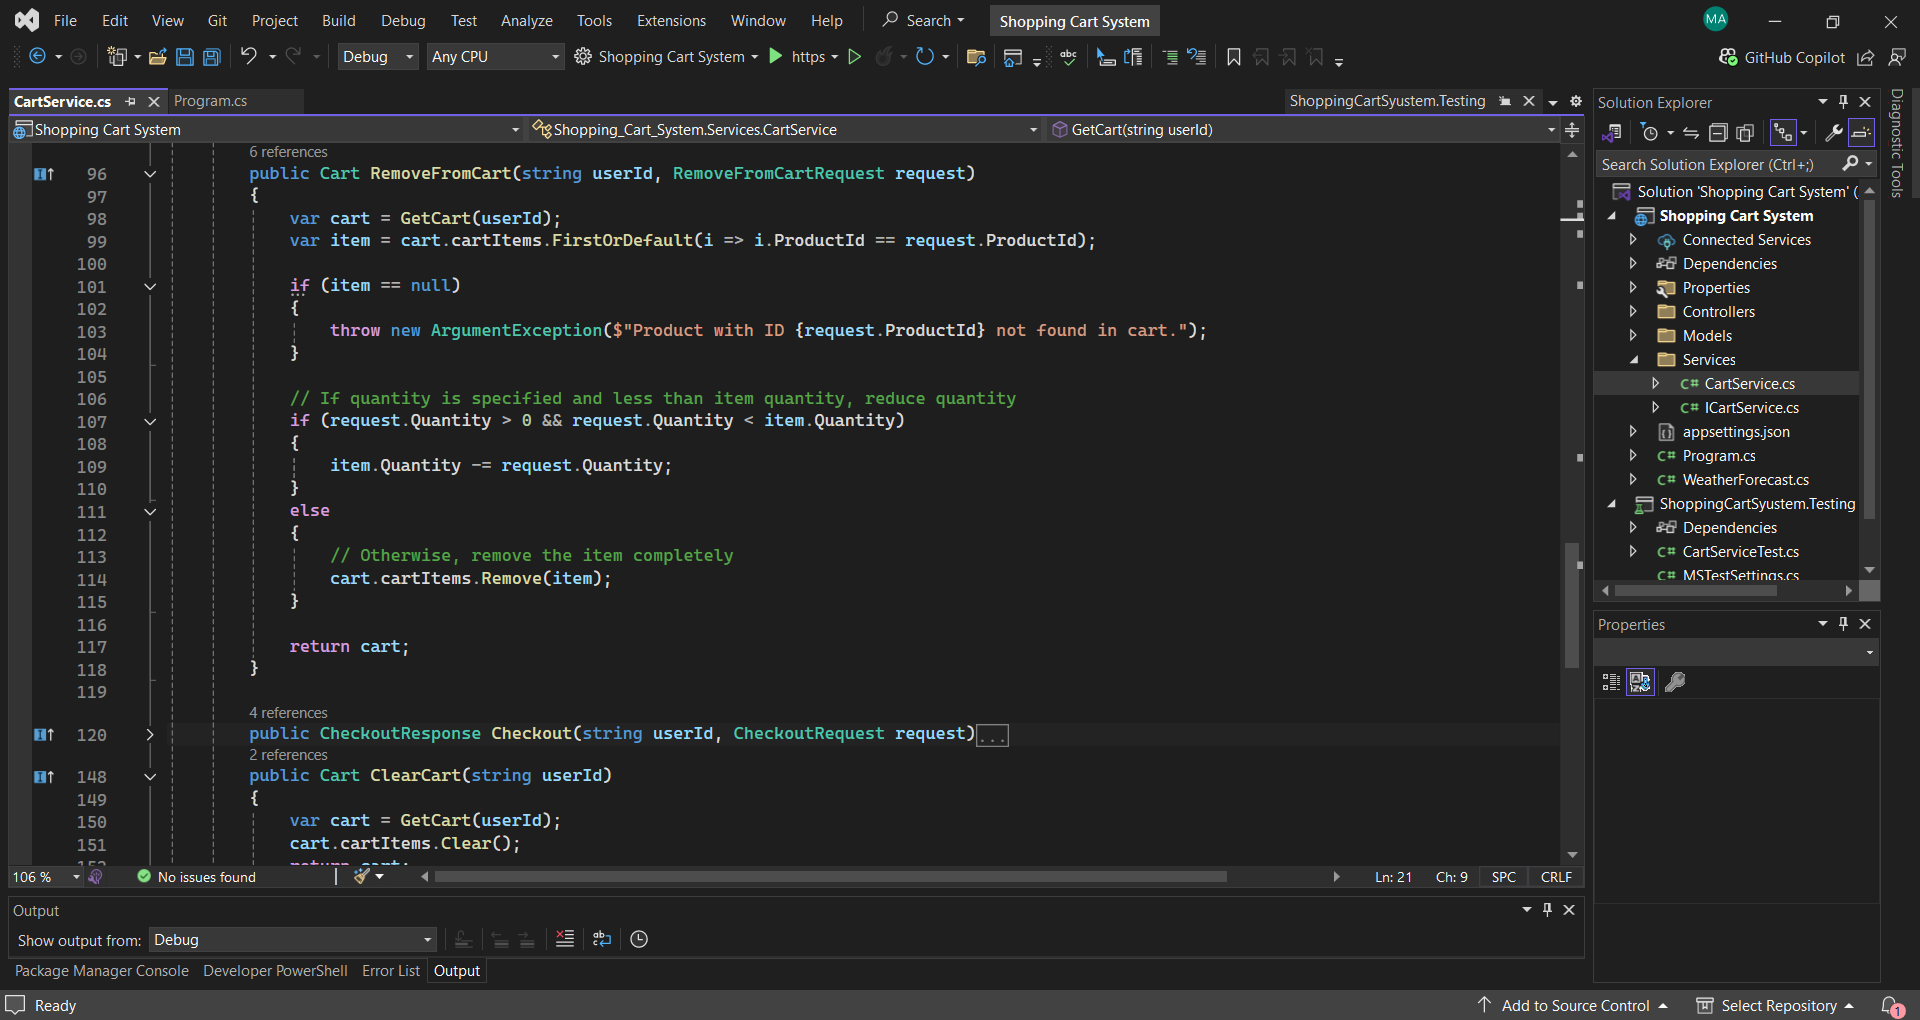 File Edit View Git Project Build Debug Test Analyze Tools Extensions Window Help Search Shopping Cart System MA
Debug Any CPU Shopping Cart System https GitHub Copilot
CartService.cs Program.cs ShoppingCartSyustem.Testing
Shopping Cart System Shopping_Cart_System.Services.CartService GetCart(string userId)
6 references
96 public Cart RemoveFromCart(string userId, RemoveFromCartRequest request)
97 {
98 var cart = GetCart(userId);
99 var item = cart.cartItems.FirstOrDefault(i => i.ProductId == request.ProductId);
100
101 if (item == null)
102 {
103 throw new ArgumentException($"Product with ID {request.ProductId} not found in cart.");
104 }
105
106 // If quantity is specified and less than item quantity, reduce quantity
107 if (request.Quantity > 0 && request.Quantity < item.Quantity)
108 {
109 item.Quantity -= request.Quantity;
110 }
111 else
112 {
113 // Otherwise, remove the item completely
114 cart.cartItems.Remove(item);
115 }
116
117 return cart;
118 }
119
4 references
120 public CheckoutResponse Checkout(string userId, CheckoutRequest request)...
2 references
148 public Cart ClearCart(string userId)
149 {
150 var cart = GetCart(userId);
151 cart.cartItems.Clear();
152 return cart;
106 % No issues found Ln: 21 Ch: 9 SPC CRLF
Output
Show output from: Debug
Package Manager Console Developer PowerShell Error List Output
Ready Add to Source Control Select Repository 1
Solution Explorer
Search Solution Explorer (Ctrl+;)
Solution 'Shopping Cart System' (
Shopping Cart System
Connected Services
Dependencies
Properties
Controllers
Models
Services
C# CartService.cs
C# ICartService.cs
appsettings.json
C# Program.cs
C# WeatherForecast.cs
ShoppingCartSyustem.Testing
Dependencies
C# CartServiceTest.cs
C# MSTestSettings.cs
Properties
Diagnostic Tools